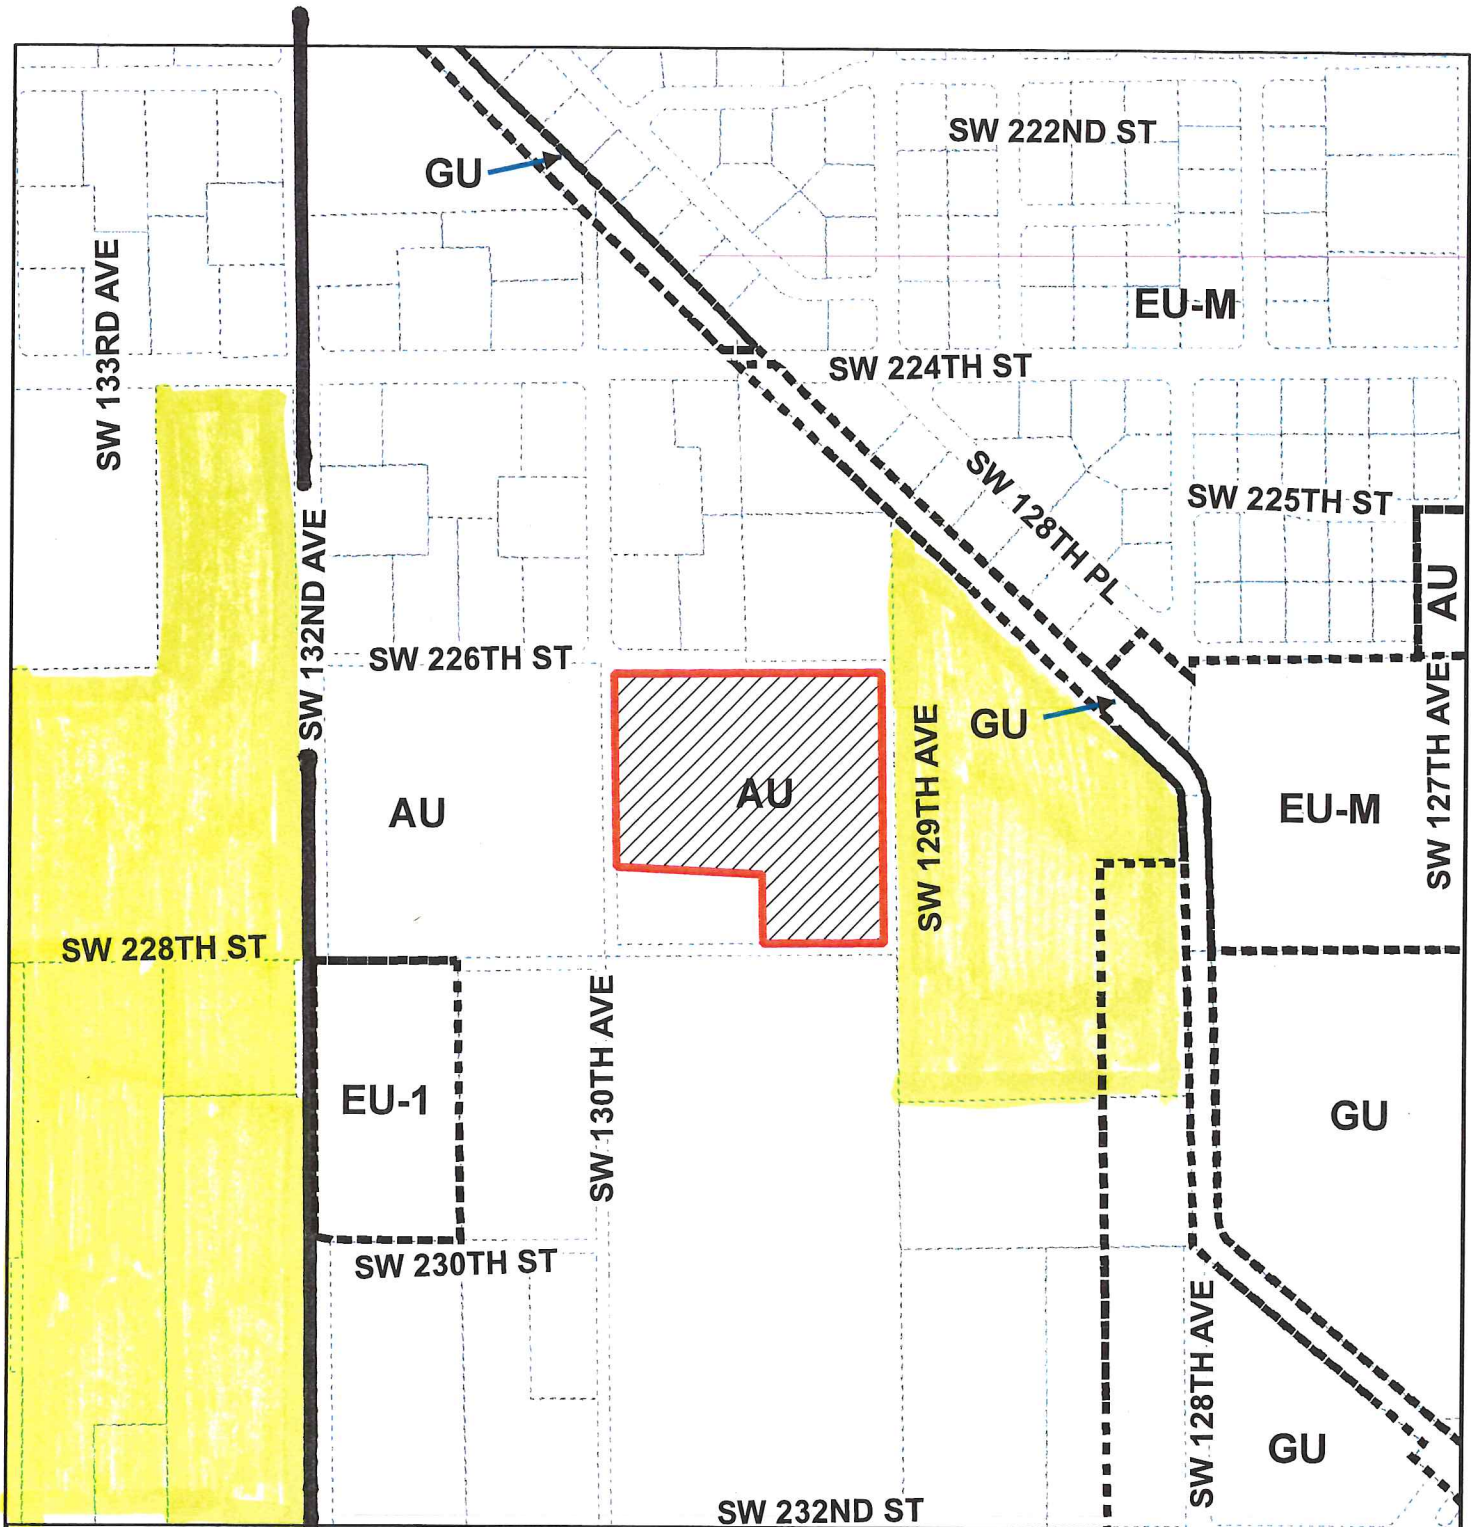 SW 222ND ST
GU
SW 133RD AVE
EU-M
SW 224TH ST
SW 128TH PL
SW 225TH ST
SW 132ND AVE
AU
SW 226TH ST
GU
SW 129TH AVE
SW 127TH AVE
AU
AU
EU-M
SW 228TH ST
SW 130TH AVE
EU-1
GU
SW 230TH ST
SW 128TH AVE
GU
SW 232ND ST